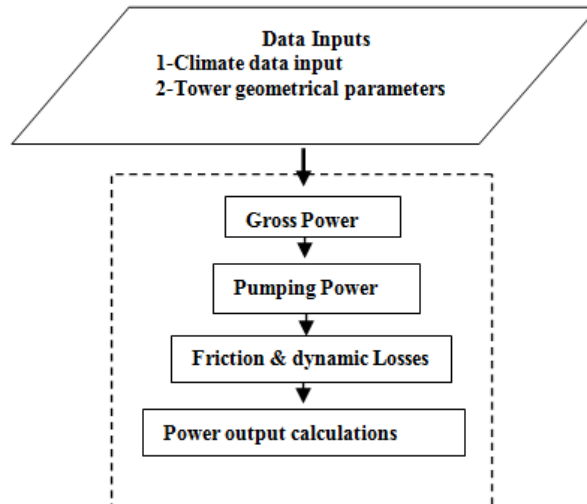 Data Inputs
1-Climate data input
2-Tower geometrical parameters
Gross Power
Pumping Power
Friction & dynamic Losses
Power output calculations